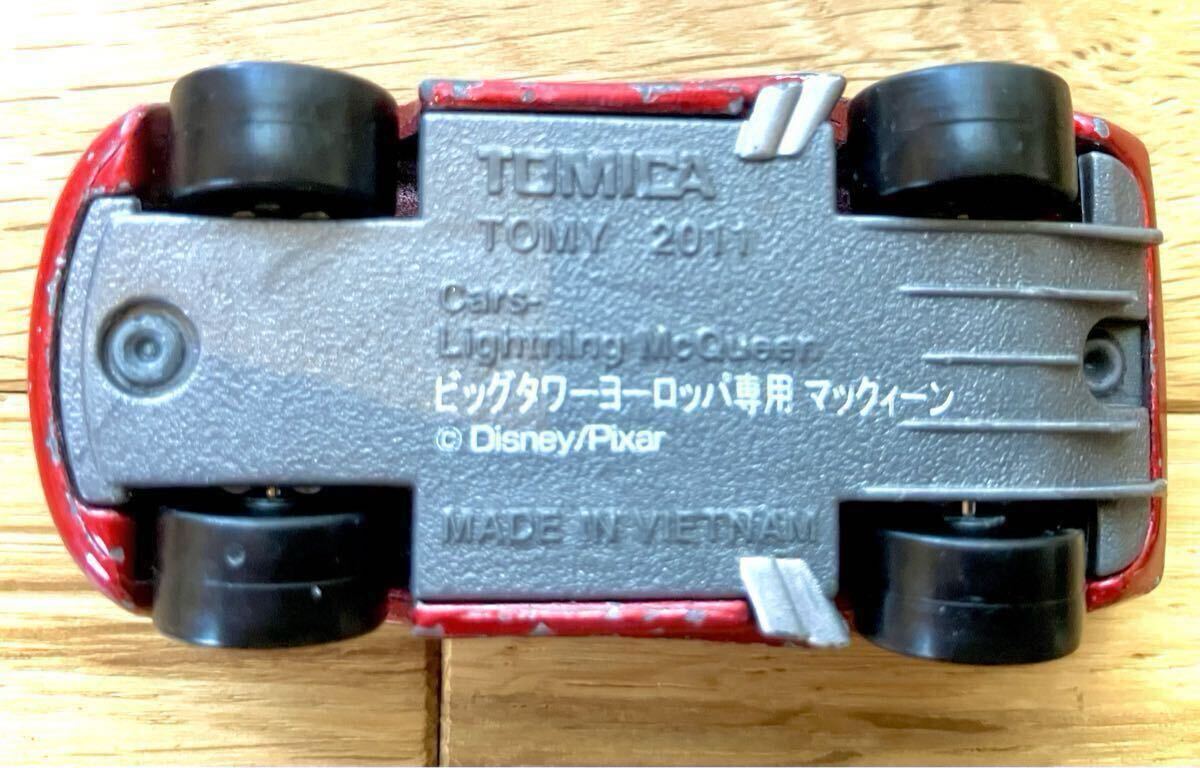 TOMICA
TOMY 2011
Cars-
Lightning McQueen
ビッグタワーヨーロッパ専用 マックィーン
© Disney/Pixar
MADE IN VIETNAM